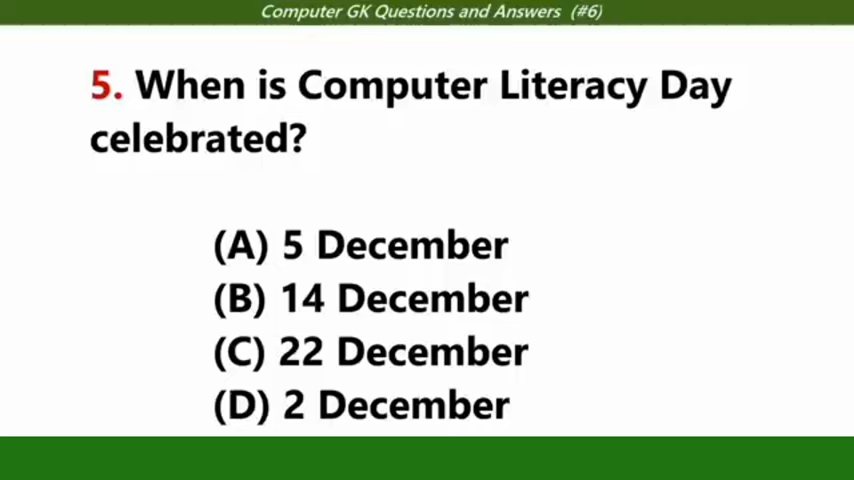 Computer GK Questions and Answers (#6)
5. When is Computer Literacy Day
celebrated?
(A) 5 December
(B) 14 December
(C) 22 December
(D) 2 December